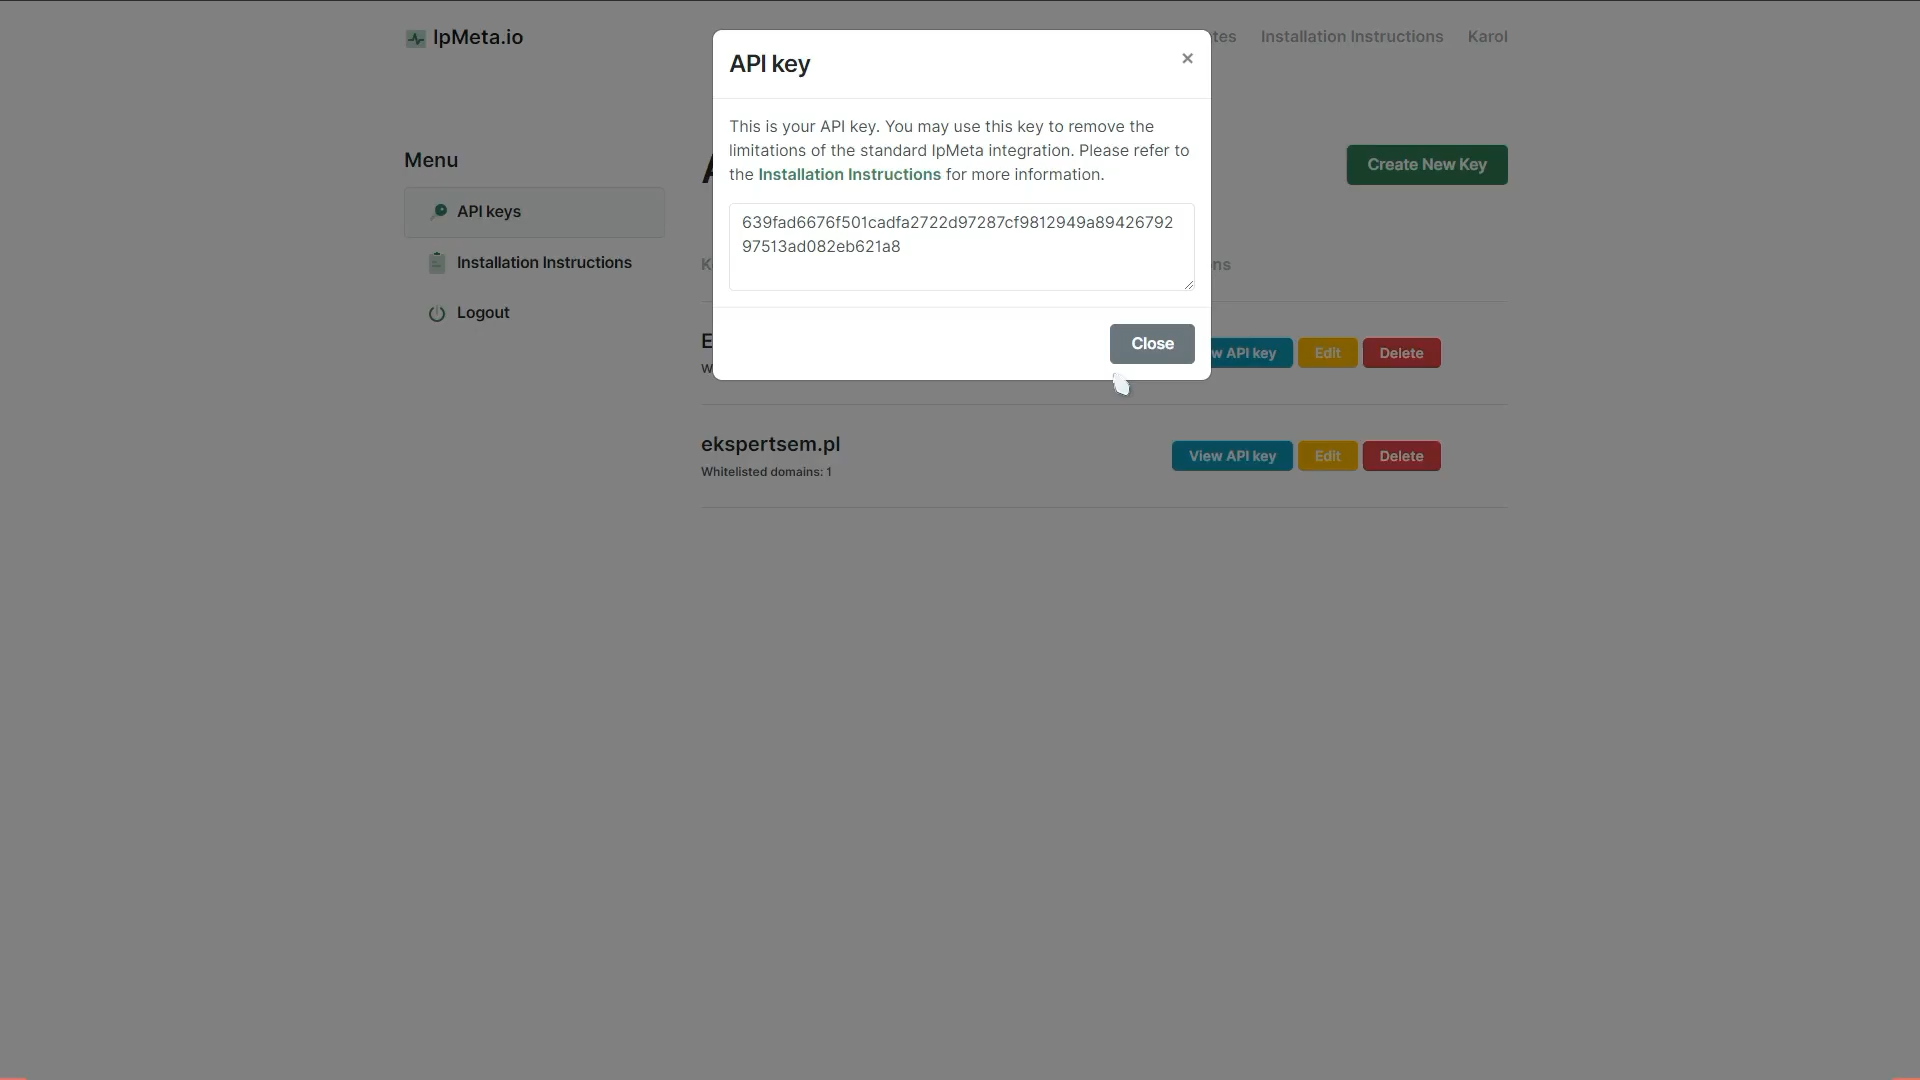 IpMeta.io
Installation Instructions
Karol
API key
×
This is your API key. You may use this key to remove the
limitations of the standard IpMeta integration. Please refer to
the Installation Instructions for more information.
639fad6676f501cadfa2722d97287cf9812949a89426792
97513ad082eb621a8
Close
Menu
API keys
Installation Instructions
Logout
Create New Key
API key
Edit
Delete
ekspertsem.pl
Whitelisted domains: 1
View API key
Edit
Delete